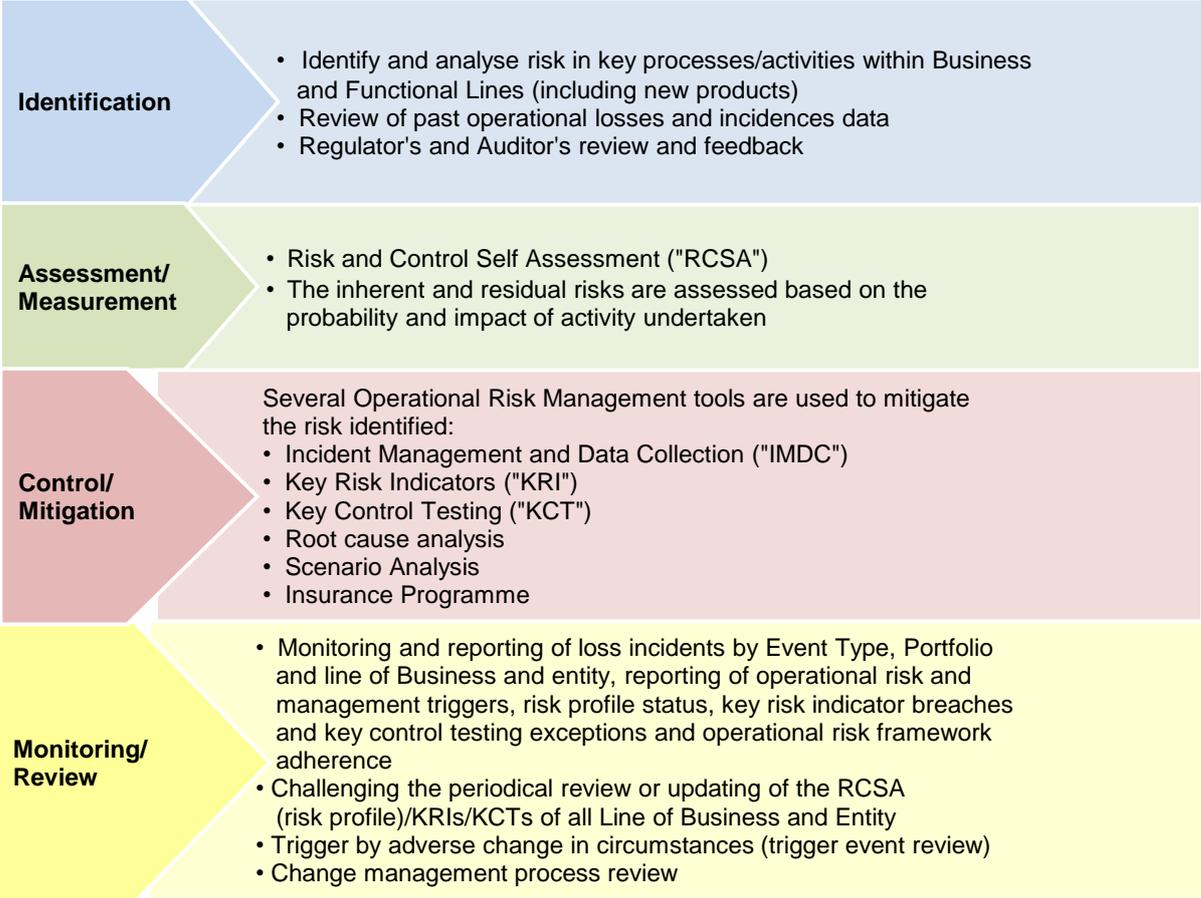 Identification
• Identify and analyse risk in key processes/activities within Business
and Functional Lines (including new products)
• Review of past operational losses and incidences data
• Regulator's and Auditor's review and feedback
Assessment/
Measurement
• Risk and Control Self Assessment ("RCSA")
• The inherent and residual risks are assessed based on the
probability and impact of activity undertaken
Control/
Mitigation
Several Operational Risk Management tools are used to mitigate
the risk identified:
• Incident Management and Data Collection ("IMDC")
• Key Risk Indicators ("KRI")
• Key Control Testing ("KCT")
• Root cause analysis
• Scenario Analysis
• Insurance Programme
Monitoring/
Review
• Monitoring and reporting of loss incidents by Event Type, Portfolio
and line of Business and entity, reporting of operational risk and
management triggers, risk profile status, key risk indicator breaches
and key control testing exceptions and operational risk framework
adherence
• Challenging the periodical review or updating of the RCSA
(risk profile)/KRIs/KCTs of all Line of Business and Entity
• Trigger by adverse change in circumstances (trigger event review)
• Change management process review